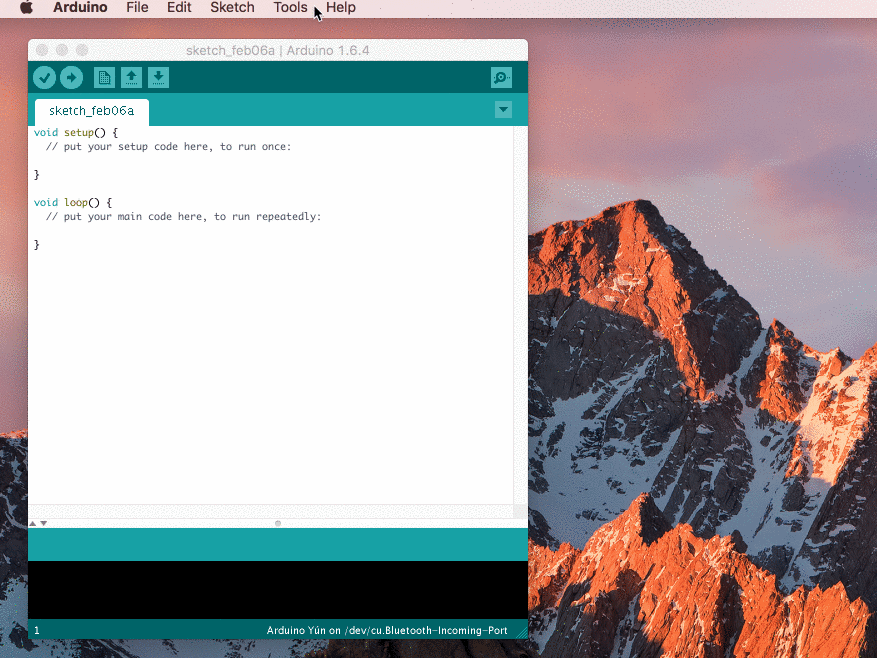 Arduino File Edit Sketch Tools Help
sketch_feb06a | Arduino 1.6.4
sketch_feb06a
void setup() {
  // put your setup code here, to run once:
}
void loop() {
  // put your main code here, to run repeatedly:
}
1 Arduino Yún on /dev/cu.Bluetooth-Incoming-Port